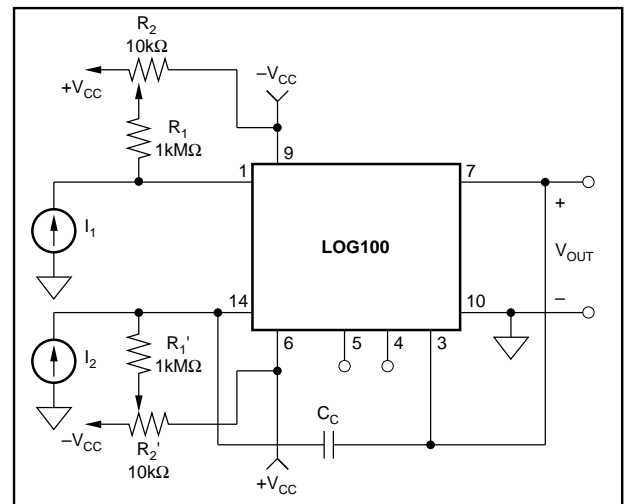 R2
10kΩ
+VCC
–VCC
R1
1kMΩ
9
1
7
I1
LOG100
+
VOUT
–
14
10
6
5
4
3
I2
R1'
1kMΩ
–VCC
R2'
10kΩ
CC
+VCC